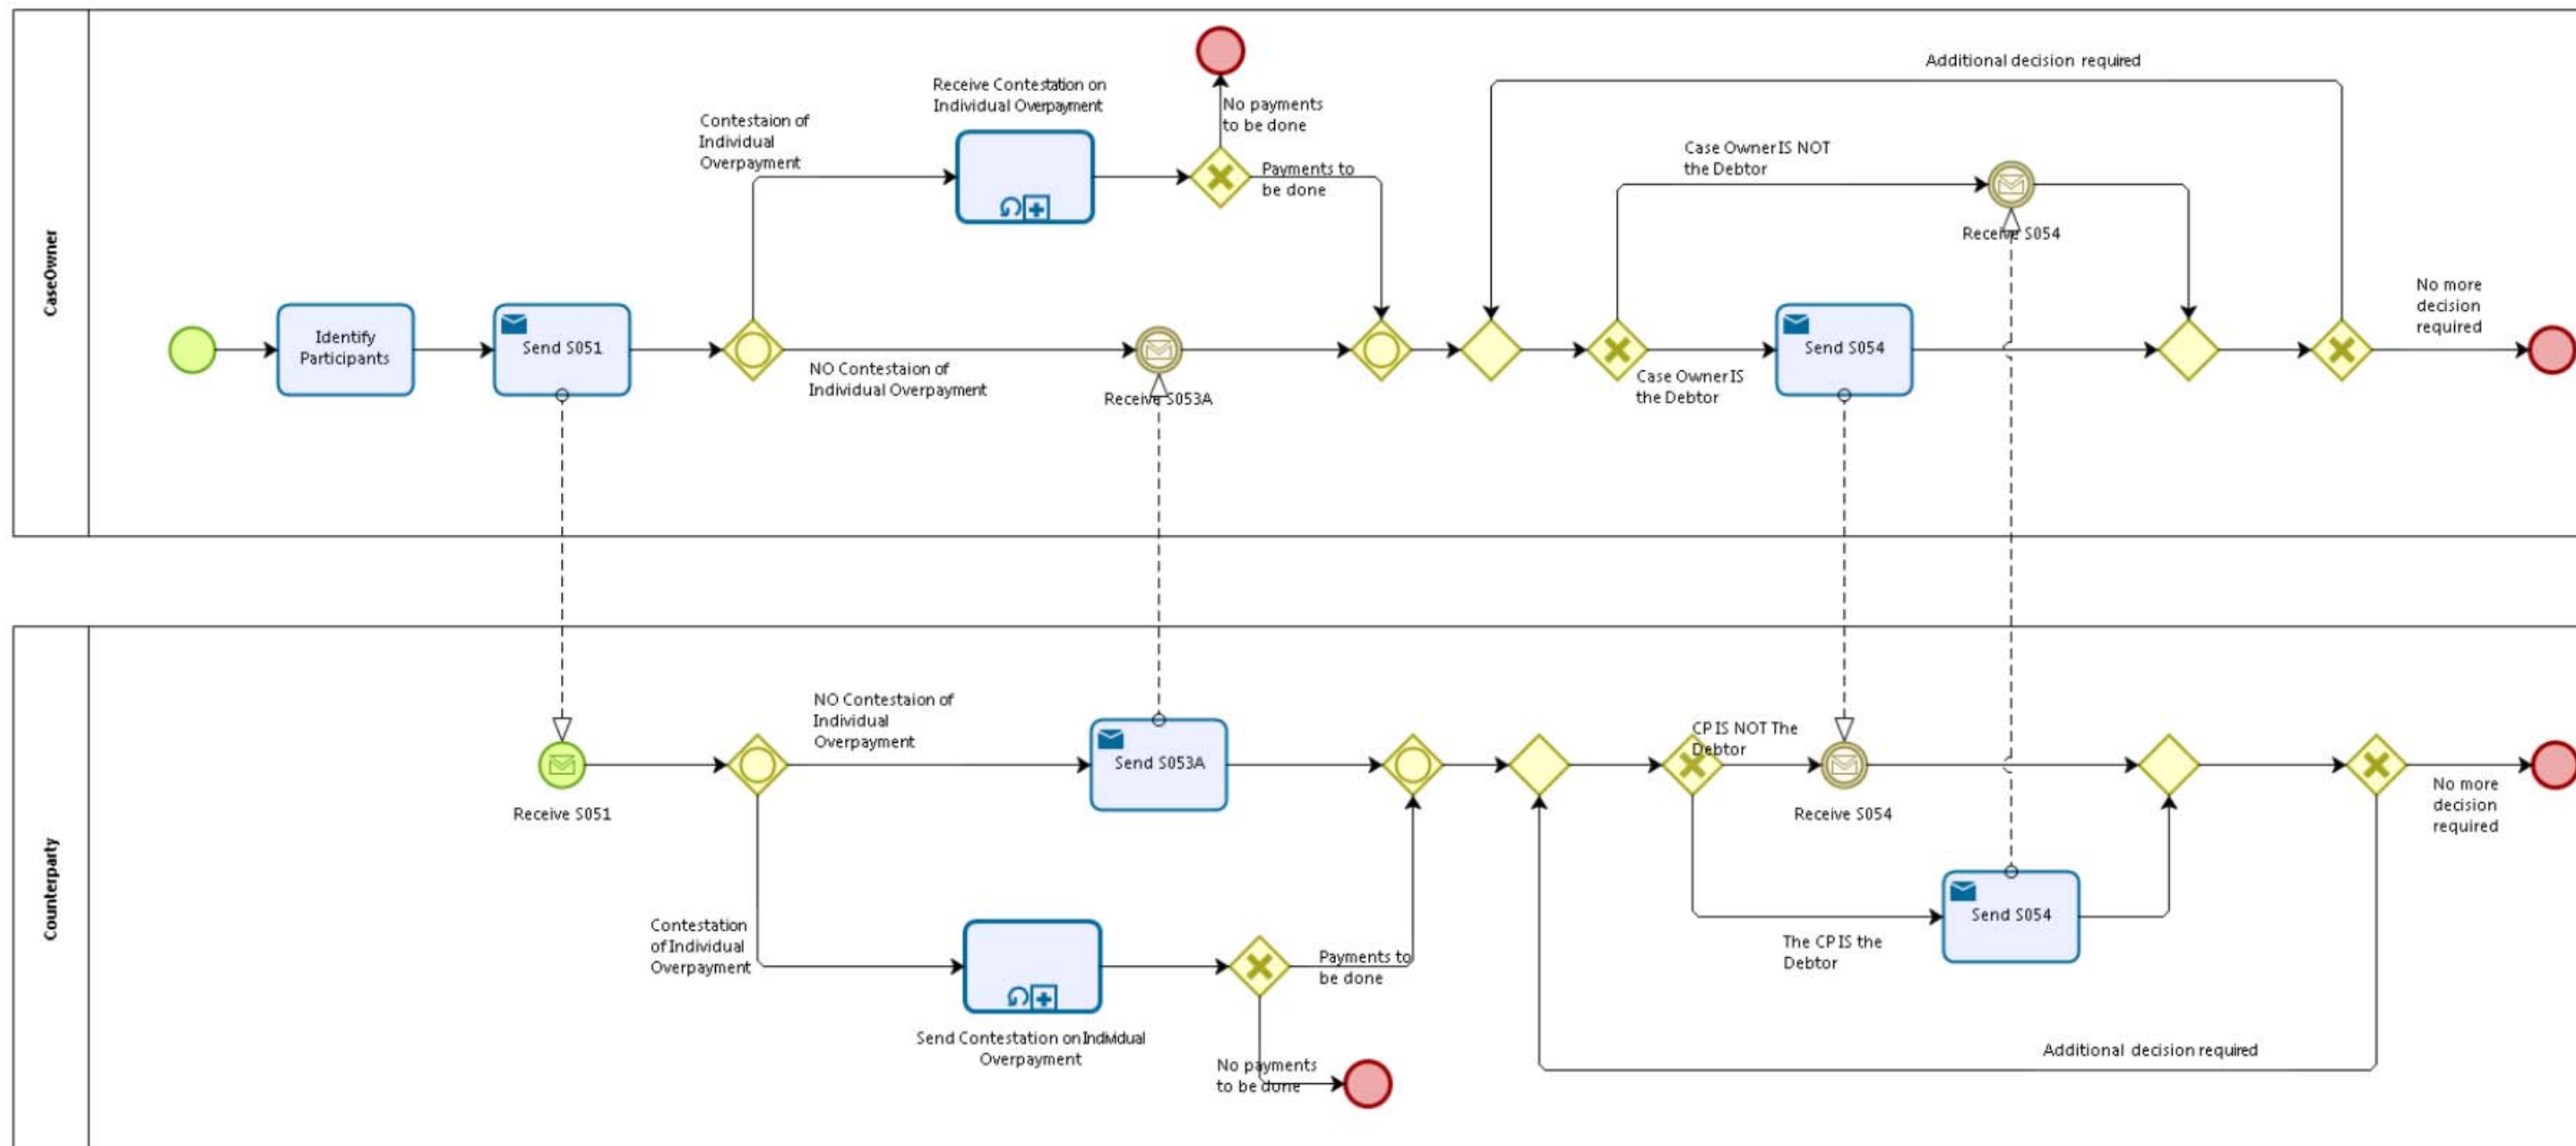 CaseOwner
Receive Contestation on
Individual Overpayment
Contestaion of
Individual
Overpayment
No payments
to be done
Payments to
be done
Additional decision required
Case Owner IS NOT
the Debtor
Receive S054
Identify
Participants
Send S051
NO Contestaion of
Individual Overpayment
Receive S053A
Case Owner IS
the Debtor
Send S054
No more
decision
required
Counterparty
Receive S051
NO Contestaion of
Individual
Overpayment
Send S053A
CP IS NOT The
Debtor
Receive S054
No more
decision
required
Contestation
of Individual
Overpayment
Send Contestation on Individual
Overpayment
Payments to
be done
No payments
to be done
The CP IS the
Debtor
Send S054
Additional decision required